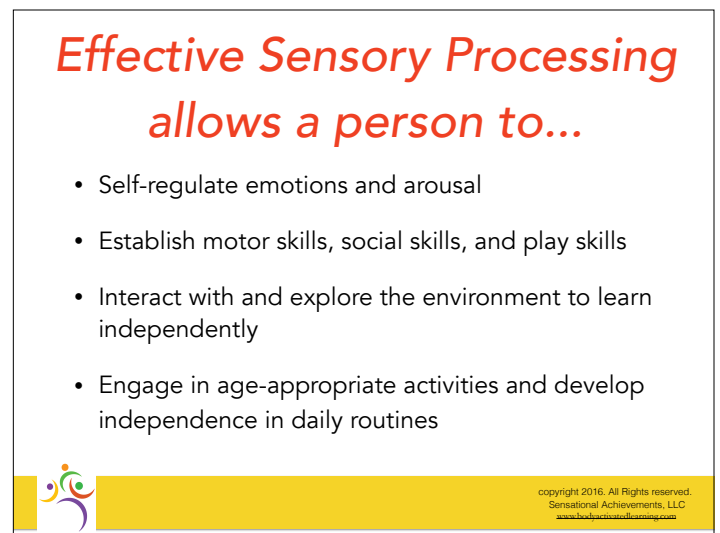 Effective Sensory Processing
allows a person to...
• Self-regulate emotions and arousal
• Establish motor skills, social skills, and play skills
• Interact with and explore the environment to learn
independently
• Engage in age-appropriate activities and develop
independence in daily routines
copyright 2016. All Rights reserved.
Sensational Achievements, LLC
www.bodyactivatedlearning.com